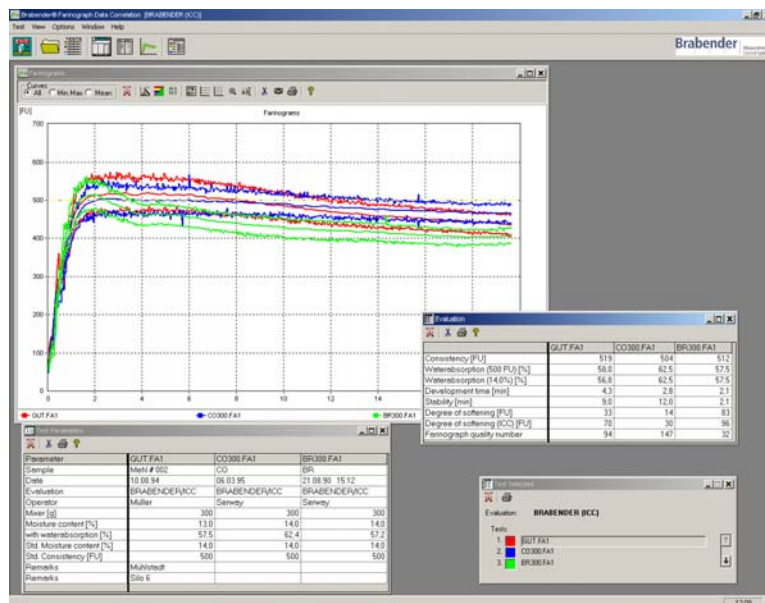 Brabender® Farinograph Data Correlation [BRABENDER (ICC)]
Test View Options Window Help
Brabender
Farinograms
Curves
All Min.Max Mean
Farinograms
[FU]
700
600
500
400
300
200
100
0
0 2 4 6 8 10 12 14
GUT.FA1 CO300.FA1 BR300.FA1
Evaluation
GUT.FA1 CO300.FA1 BR300.FA1
Consistency [FU] 519 504 512
Waterabsorption (500 FU) [%] 58,0 62,5 57,5
Waterabsorption (14,0%) [%] 56,8 62,5 57,5
Development time [min] 4,3 2,8 2,1
Stability [min] 9,0 12,0 2,1
Degree of softening [FU] 33 14 83
Degree of softening (ICC) [FU] 70 30 96
Farinograph quality number 94 147 32
Test Parameters
Parameter GUT.FA1 CO300.FA1 BR300.FA1
Sample Mehl # 002 CO BR
Date 10.08.94 06.03.95 21.08.90 15:12
Evaluation BRABENDER/ICC BRABENDER/ICC BRABENDER/ICC
Operator Müller Serway Serway
Mixer [g] 300 300 300
Moisture content [%] 13,0 14,0 14,0
with waterabsorption [%] 57,5 62,4 57,2
Std. Moisture content [%] 14,0 14,0 14,0
Std. Consistency [FU] 500 500 500
Remarks Mühlstadt
Remarks Silo 6
Test Selected
Evaluation: BRABENDER (ICC)
Tests
1. GUT.FA1
2. CO300.FA1
3. BR300.FA1